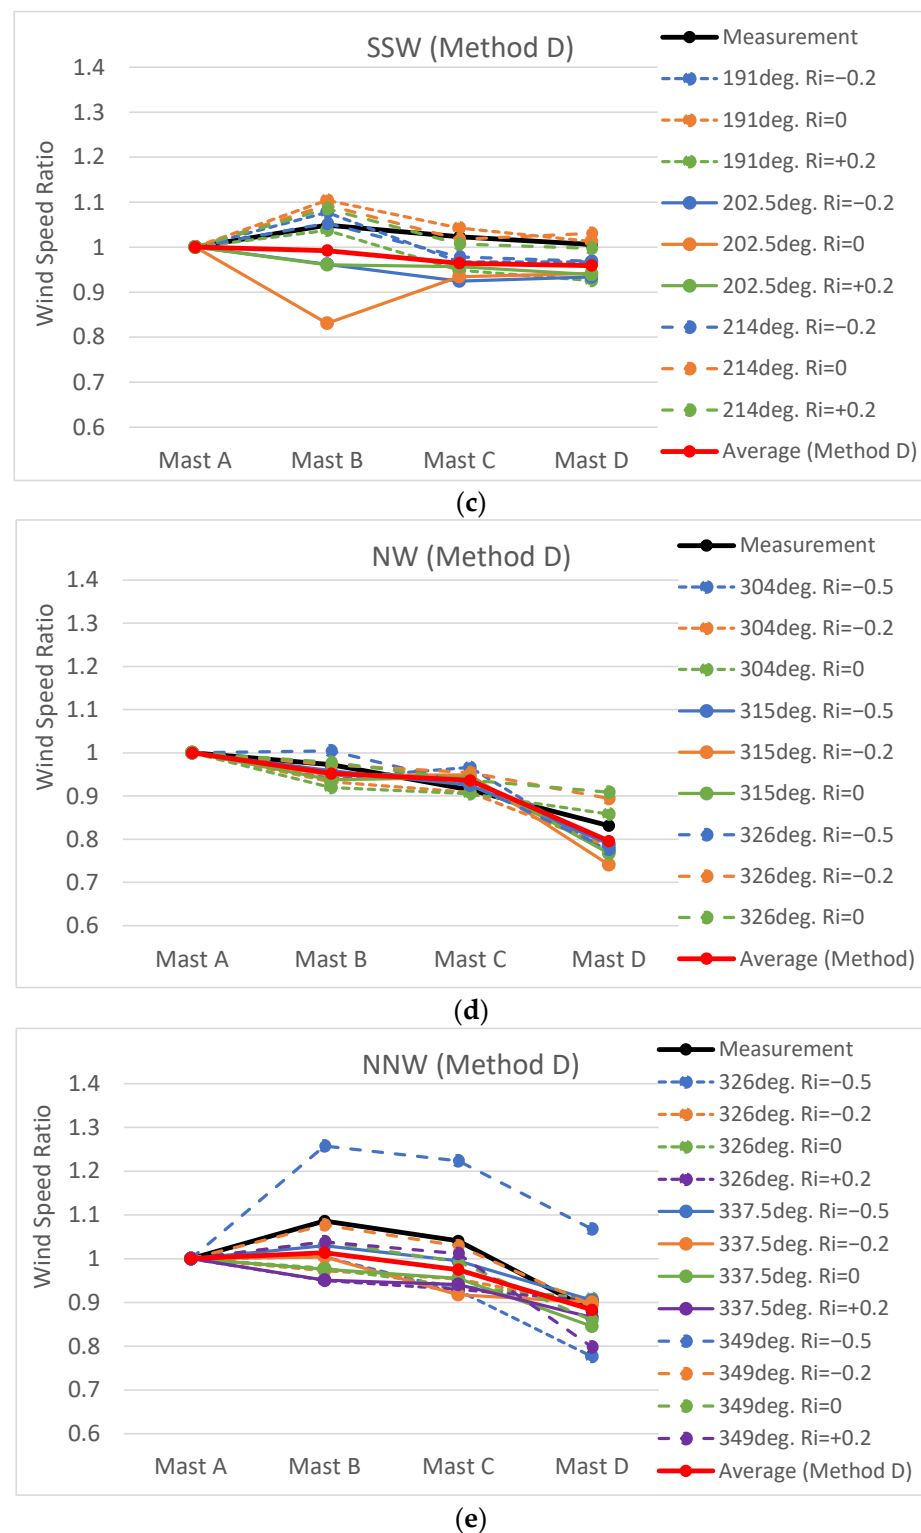 SSW (Method D)
Wind Speed Ratio
1.4
1.3
1.2
1.1
1
0.9
0.8
0.7
0.6
Mast A Mast B Mast C Mast D
Measurement
191deg. Ri=−0.2
191deg. Ri=0
191deg. Ri=+0.2
202.5deg. Ri=−0.2
202.5deg. Ri=0
202.5deg. Ri=+0.2
214deg. Ri=−0.2
214deg. Ri=0
214deg. Ri=+0.2
Average (Method D)
(c)
NW (Method D)
Wind Speed Ratio
1.4
1.3
1.2
1.1
1
0.9
0.8
0.7
0.6
Mast A Mast B Mast C Mast D
Measurement
304deg. Ri=−0.5
304deg. Ri=−0.2
304deg. Ri=0
315deg. Ri=−0.5
315deg. Ri=−0.2
315deg. Ri=0
326deg. Ri=−0.5
326deg. Ri=−0.2
326deg. Ri=0
Average (Method)
(d)
NNW (Method D)
Wind Speed Ratio
1.4
1.3
1.2
1.1
1
0.9
0.8
0.7
0.6
Mast A Mast B Mast C Mast D
Measurement
326deg. Ri=−0.5
326deg. Ri=−0.2
326deg. Ri=0
326deg. Ri=+0.2
337.5deg. Ri=−0.5
337.5deg. Ri=−0.2
337.5deg. Ri=0
337.5deg. Ri=+0.2
349deg. Ri=−0.5
349deg. Ri=−0.2
349deg. Ri=0
349deg. Ri=+0.2
Average (Method D)
(e)